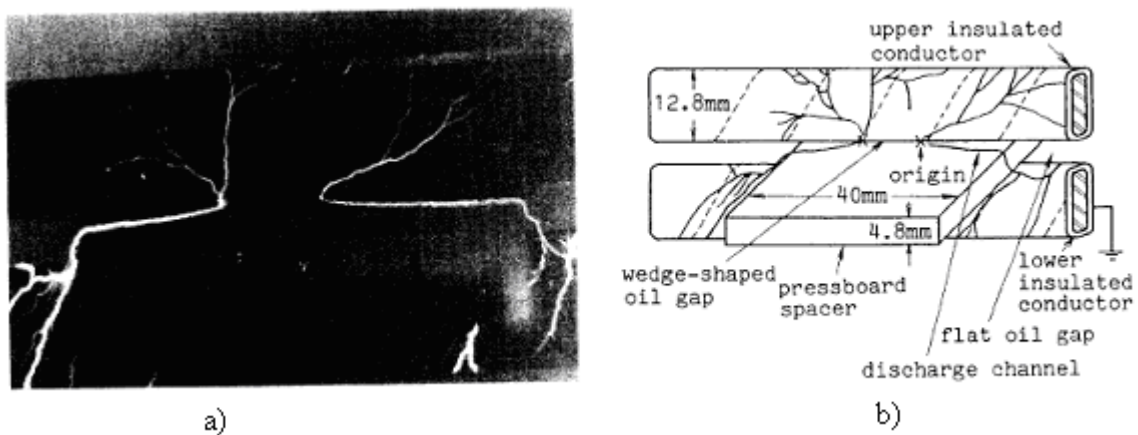 upper insulated
conductor
12.8mm
origin
40mm
4.8mm
wedge-shaped
oil gap
pressboard
spacer
lower
insulated
conductor
flat oil gap
discharge channel
a)
b)